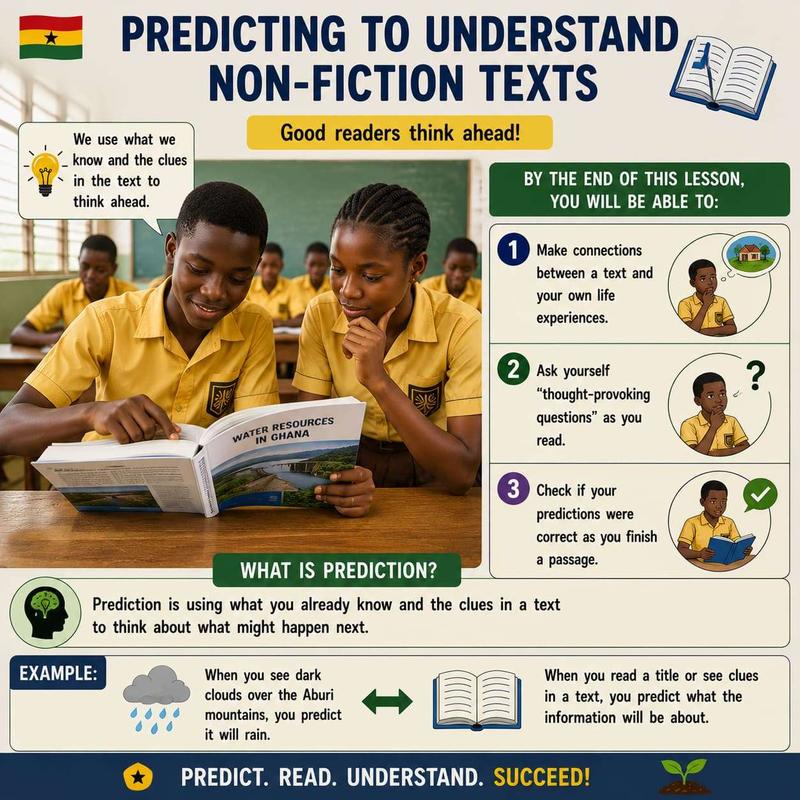 PREDICTING TO UNDERSTAND
NON-FICTION TEXTS
Good readers think ahead!
We use what we
know and the clues
in the text to
think ahead.
WATER RESOURCES
IN GHANA
BY THE END OF THIS LESSON,
YOU WILL BE ABLE TO:
1
Make connections
between a text and
your own life
experiences.
2
Ask yourself
“thought-provoking
questions” as you
read.
?
3
Check if your
predictions were
correct as you finish
a passage.
WHAT IS PREDICTION?
Prediction is using what you already know and the clues in a text
to think about what might happen next.
EXAMPLE:
When you see dark
clouds over the Aburi
mountains, you predict
it will rain.
When you read a title or see clues
in a text, you predict what the
information will be about.
PREDICT. READ. UNDERSTAND. SUCCEED!